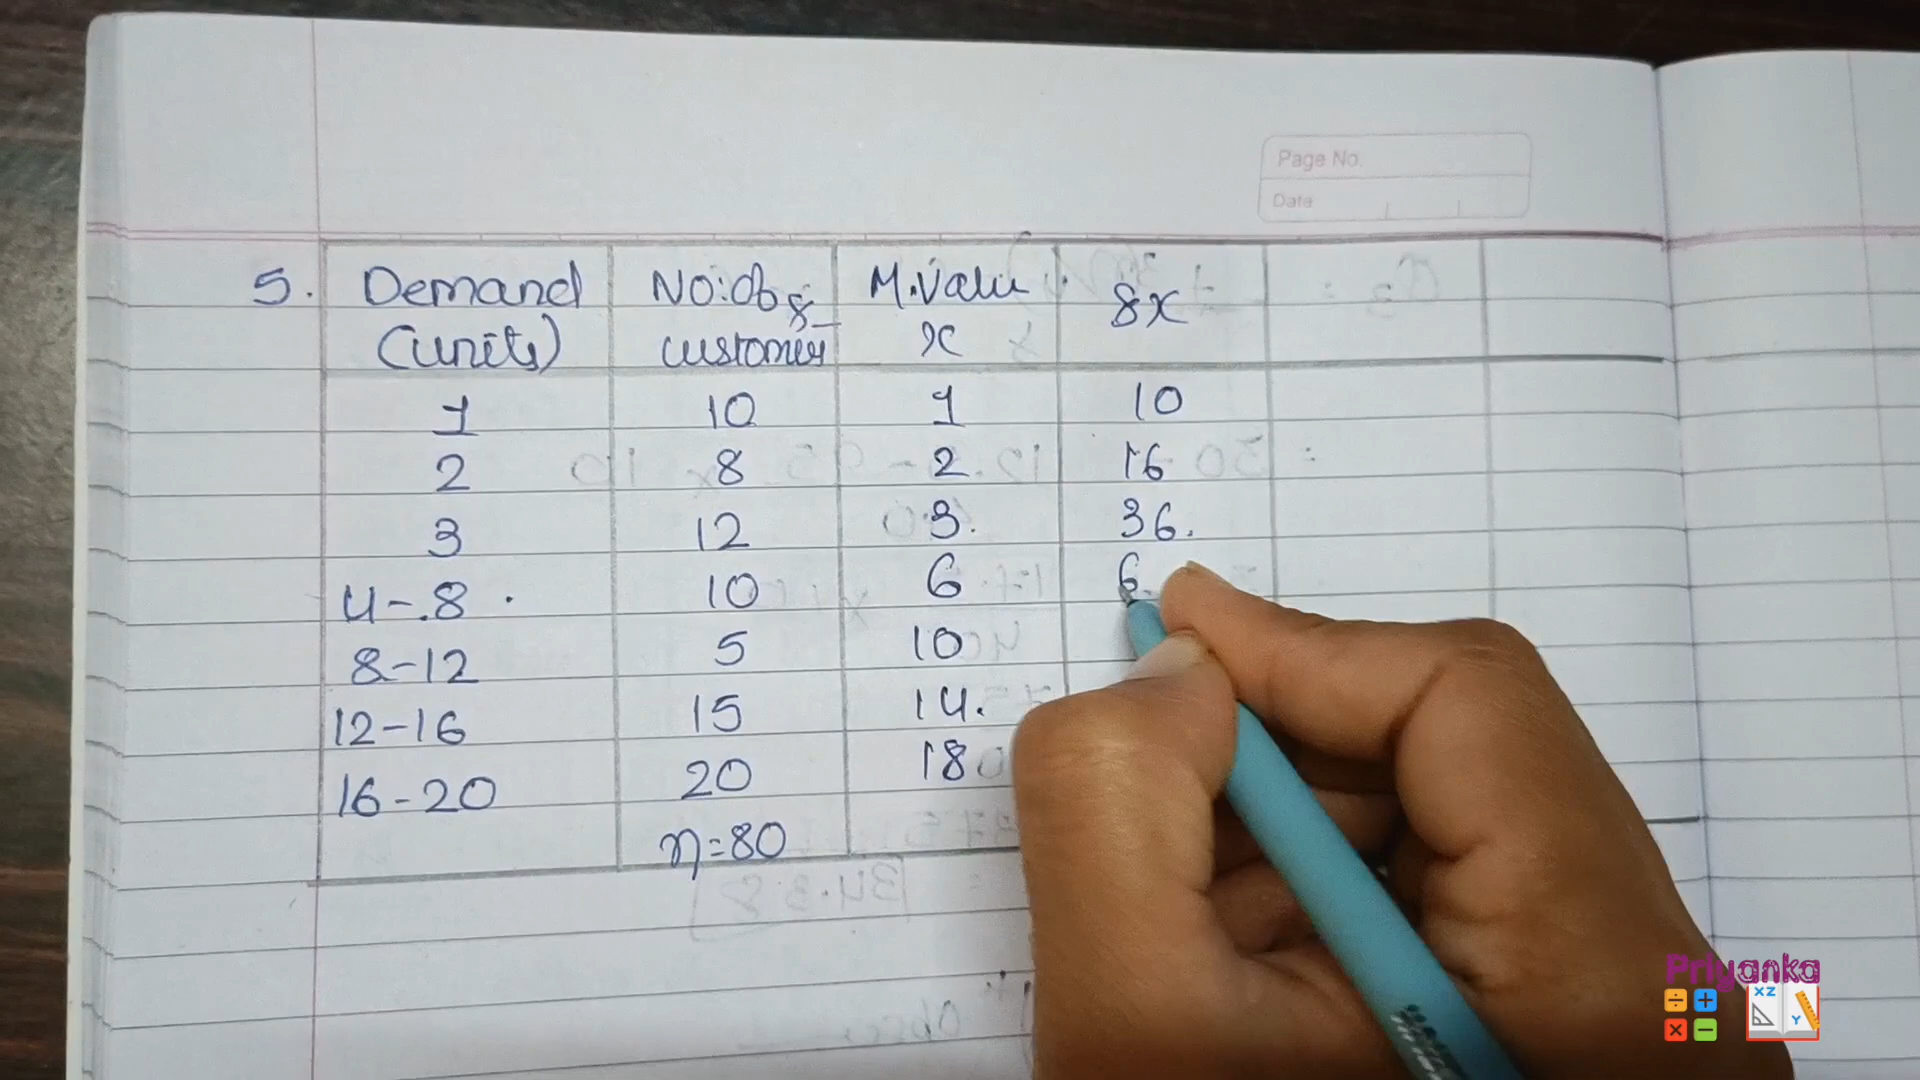 Page No.
Date
5. Demand No: of f M. Value fx
(units) customer x
1 10 1 10
2 8 2 16
3 12 3. 36.
4-.8 . 10 6 6
8-12 5 10
12-16 15 14.
16-20 20 18
n=80
Priyanka
XZ
Y